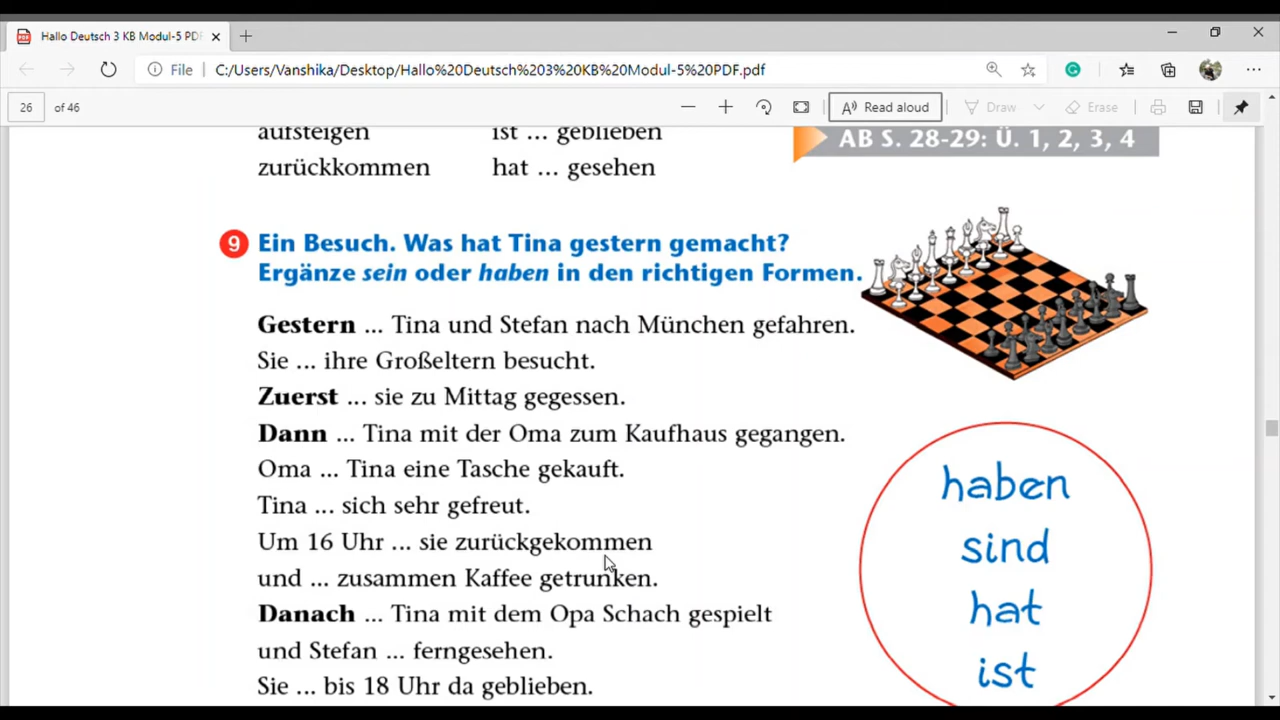 Hallo Deutsch 3 KB Modul-5 PD
File
C:/Users/Vanshika/Desktop/Hallo%20Deutsch%203%20KB%20Modul-5%20PDF.pdf
26 of 46
Read aloud
Draw
Erase
aufsteigen ist ... geblieben
zurückkommen hat ... gesehen
AB S. 28-29: Ü. 1, 2, 3, 4
9 Ein Besuch. Was hat Tina gestern gemacht?
Ergänze sein oder haben in den richtigen Formen.
Gestern ... Tina und Stefan nach München gefahren.
Sie ... ihre Großeltern besucht.
Zuerst ... sie zu Mittag gegessen.
Dann ... Tina mit der Oma zum Kaufhaus gegangen.
Oma ... Tina eine Tasche gekauft.
Tina ... sich sehr gefreut.
Um 16 Uhr ... sie zurückgekommen
und ... zusammen Kaffee getrunken.
Danach ... Tina mit dem Opa Schach gespielt
und Stefan ... ferngesehen.
Sie ... bis 18 Uhr da geblieben.
haben
sind
hat
ist